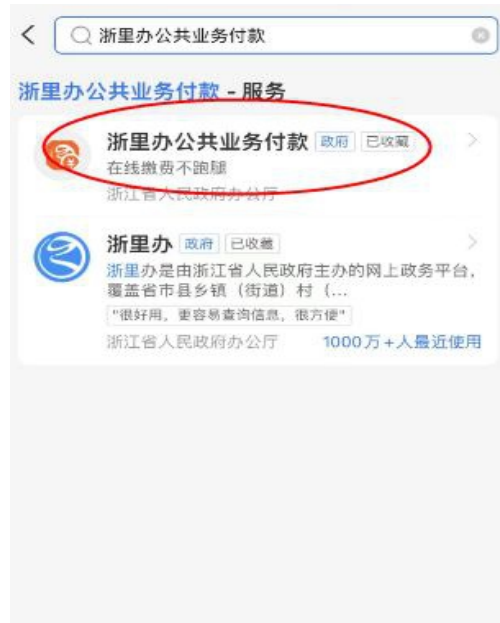 浙里办公共业务付款
浙里办公共业务付款 - 服务
浙里办公共业务付款 政府 已收藏
在线缴费不跑腿
浙江省人民政府办公厅
浙里办 政府 已收藏
浙里办是由浙江省人民政府主办的网上政务平台,
覆盖省市县乡镇（街道）村（...
"很好用，更容易查询信息，很方便"
浙江省人民政府办公厅 1000万+人最近使用